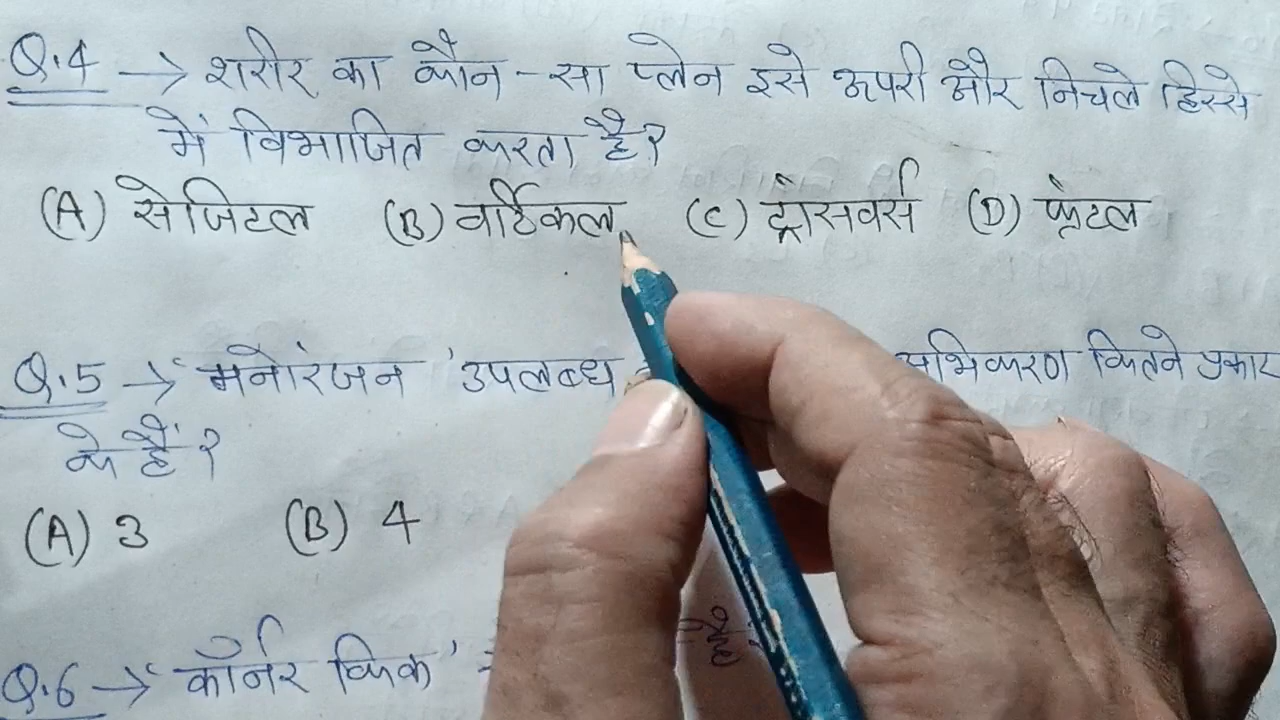 Q.4 → शरीर का कौन-सा प्लेन इसे ऊपरी और निचले हिस्से
में विभाजित करता है?
(A) सेजिटल (B) वर्टिकल (C) ट्रांसवर्स (D) फ्रंटल
Q.5 → 'मनोरंजन' उपलब्ध अभिकरण कितने प्रकार
के हैं?
(A) 3 (B) 4
Q.6 → 'कॉर्नर किक'